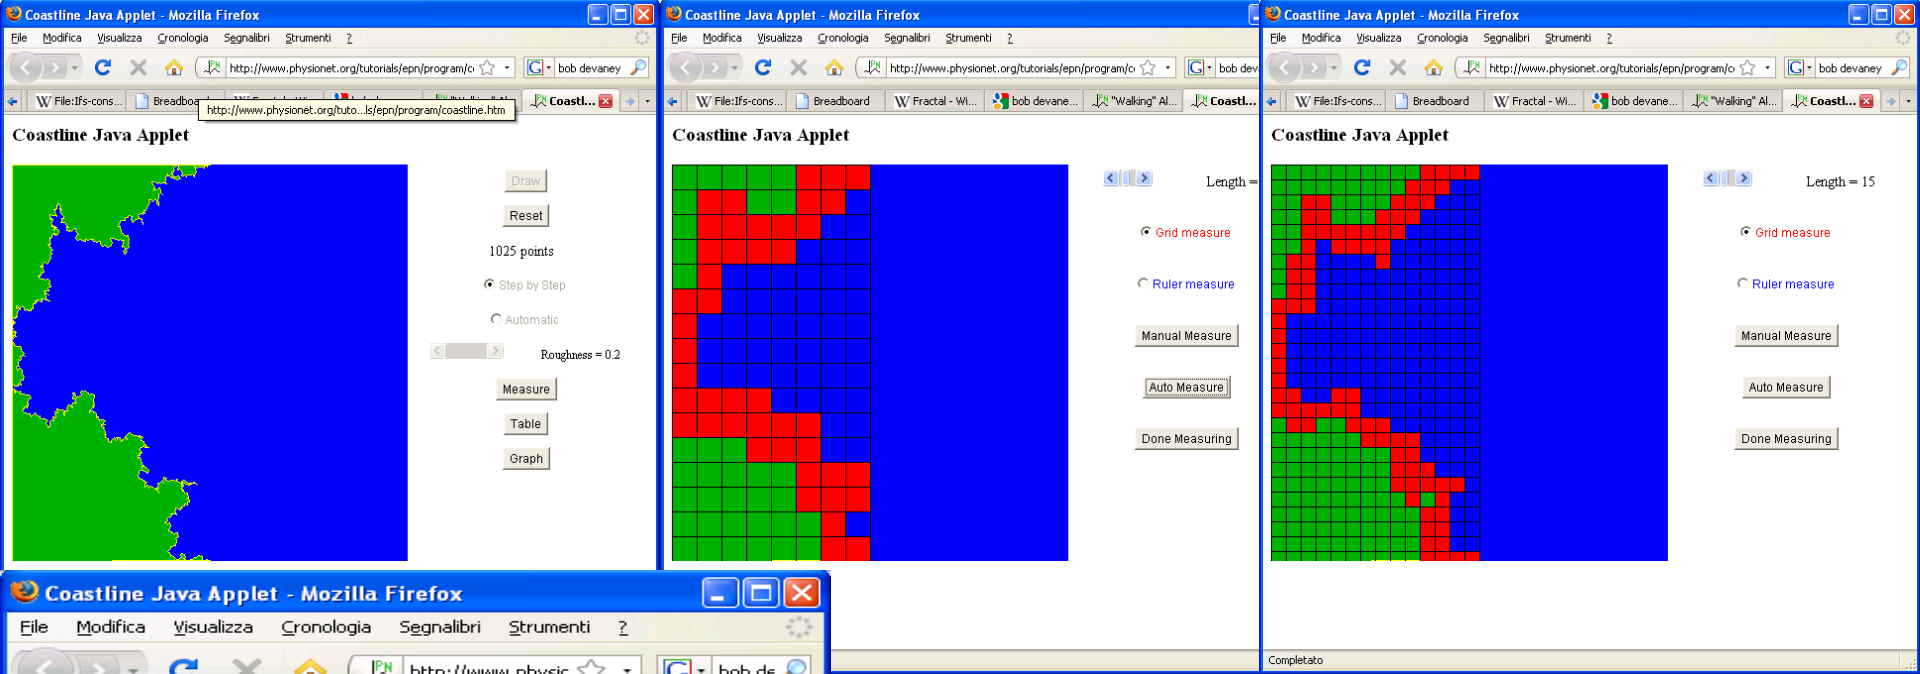 Coastline Java Applet - Mozilla Firefox
File Modifica Visualizza Cronologia Segnalibri Strumenti ?
http://www.physionet.org/tutorials/epn/program/c bob devaney
File:Ifs-cons... Coastl...
http://www.physionet.org/tuto...ls/epn/program/coastline.htm
Coastline Java Applet
Draw
Reset
1025 points
Step by Step
Automatic
Roughness = 0.2
Measure
Table
Graph
Coastline Java Applet - Mozilla Firefox
File Modifica Visualizza Cronologia Segnalibri Strumenti ?
http://www.physionet.org/tutorials/epn/program/c bob dev
File:Ifs-cons... Breadboard Fractal - Wi... bob devane... "Walking" Al... Coastl...
Coastline Java Applet
Length =
Grid measure
Ruler measure
Manual Measure
Auto Measure
Done Measuring
Coastline Java Applet - Mozilla Firefox
File Modifica Visualizza Cronologia Segnalibri Strumenti ?
http://www.physionet.org/tutorials/epn/program/c bob devaney
File:Ifs-cons... Breadboard Fractal - Wi... bob devane... "Walking" Al... Coastl...
Coastline Java Applet
Length = 15
Grid measure
Ruler measure
Manual Measure
Auto Measure
Done Measuring
Completato
Coastline Java Applet - Mozilla Firefox
File Modifica Visualizza Cronologia Segnalibri Strumenti ?
http://www.physic bob de